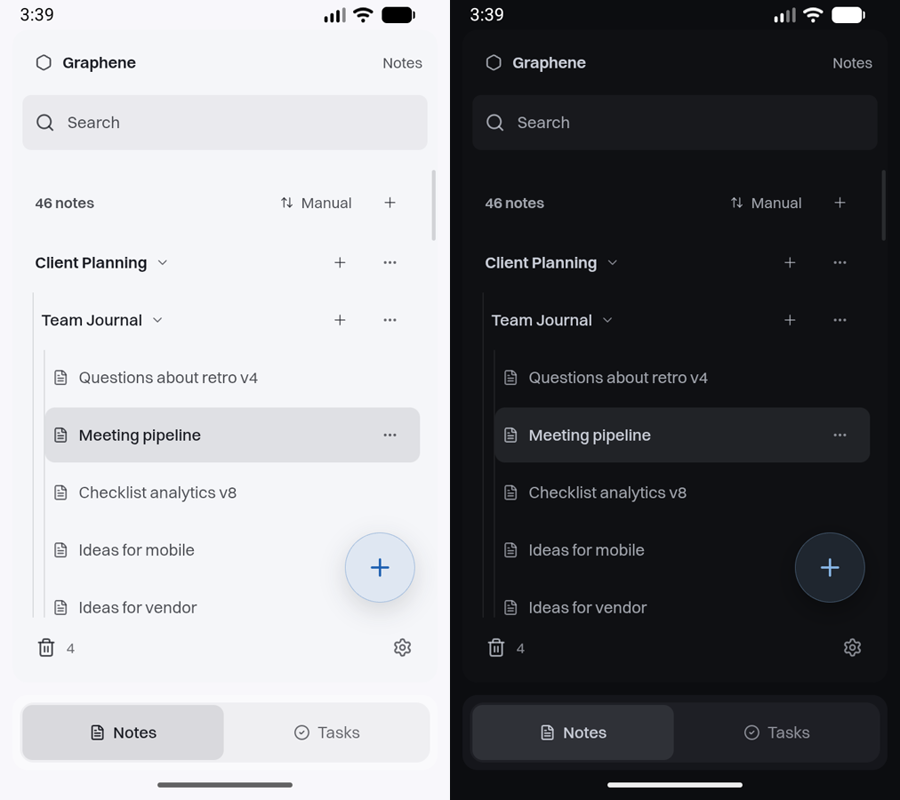 3:39
Graphene Notes
Search
46 notes Manual
Client Planning
Team Journal
Questions about retro v4
Meeting pipeline
Checklist analytics v8
Ideas for mobile
Ideas for vendor
4
Notes Tasks
3:39
Graphene Notes
Search
46 notes Manual
Client Planning
Team Journal
Questions about retro v4
Meeting pipeline
Checklist analytics v8
Ideas for mobile
Ideas for vendor
4
Notes Tasks